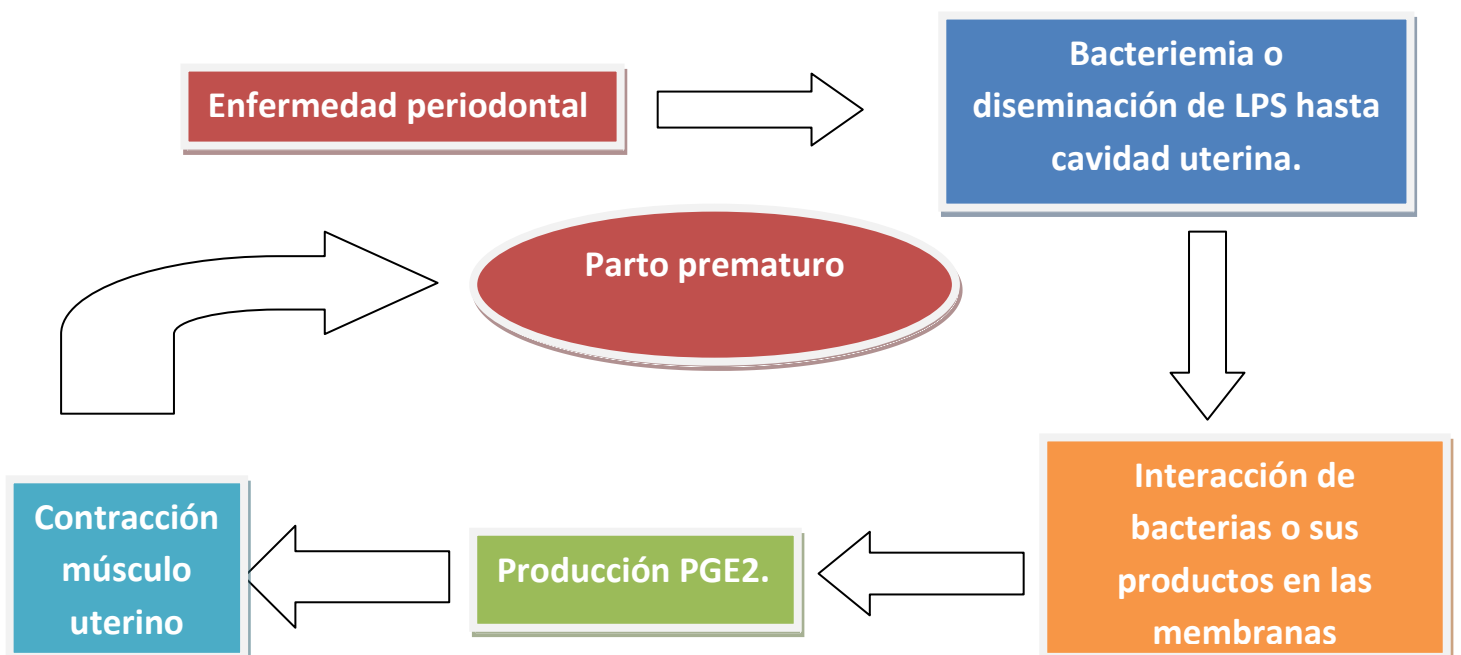 Enfermedad periodontal
Bacteriemia o
diseminación de LPS hasta
cavidad uterina.
Parto prematuro
Interacción de
bacterias o sus
productos en las
membranas
Producción PGE2.
Contracción
músculo
uterino